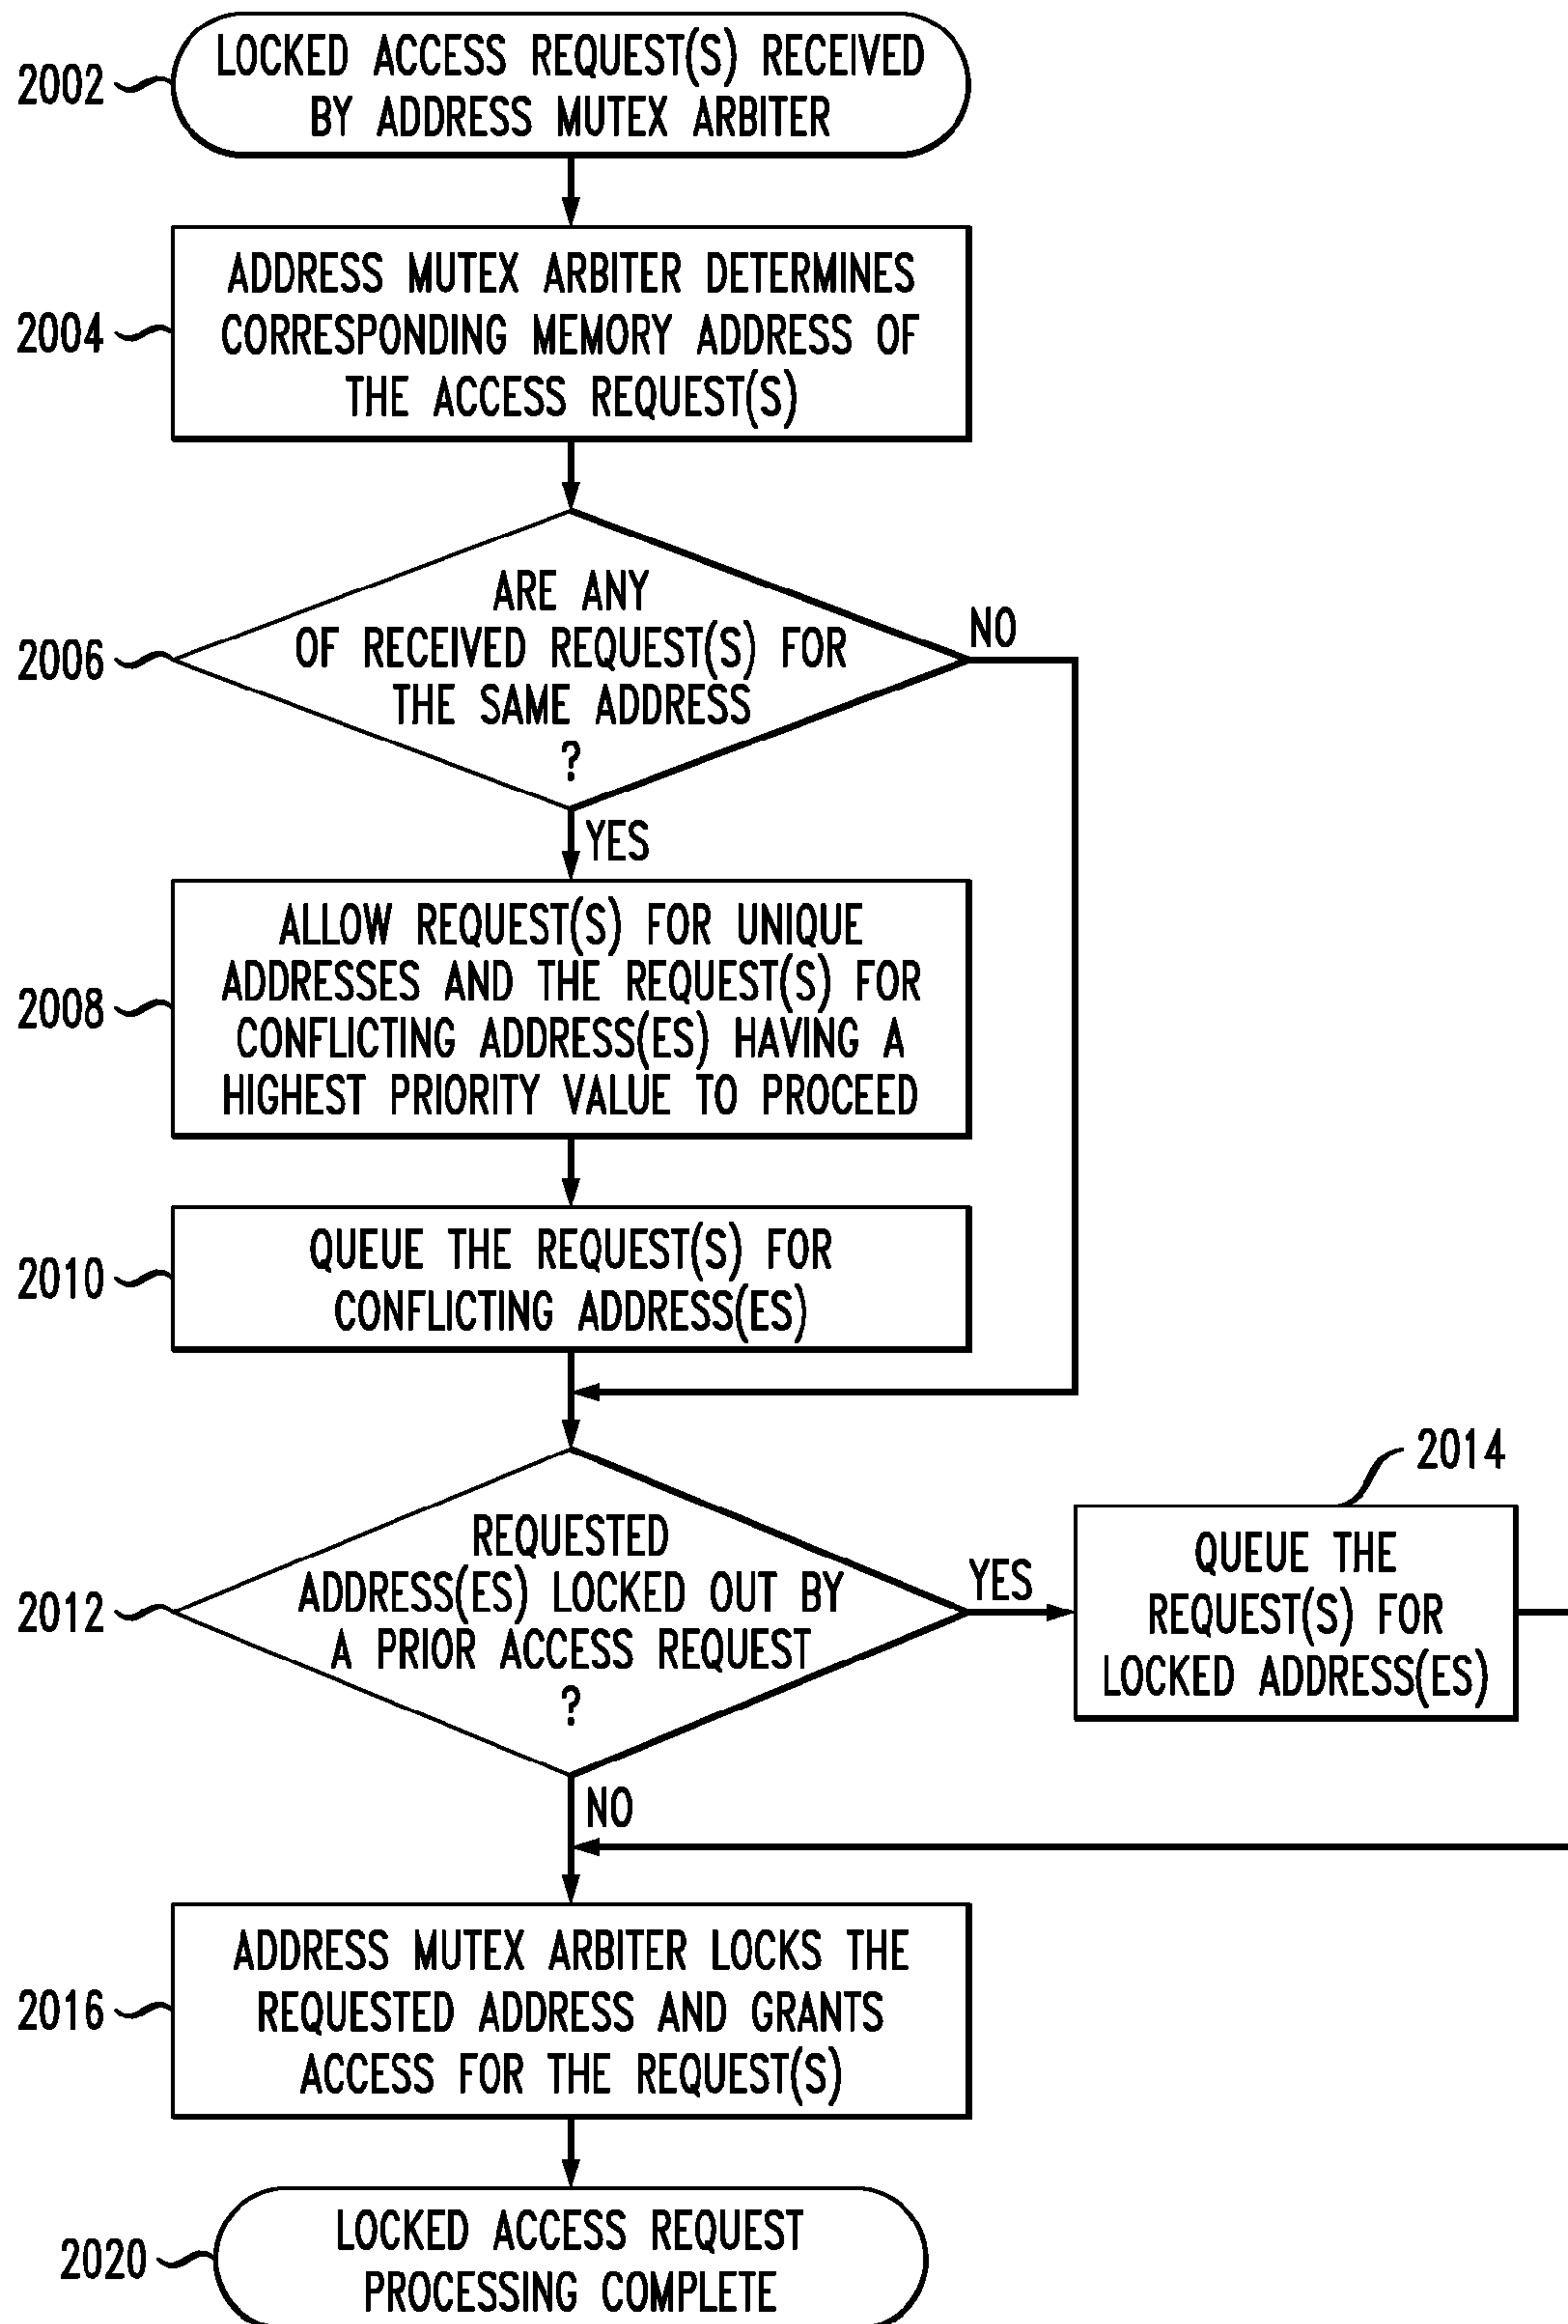 2002
LOCKED ACCESS REQUEST(S) RECEIVED
BY ADDRESS MUTEX ARBITER
2004
ADDRESS MUTEX ARBITER DETERMINES
CORRESPONDING MEMORY ADDRESS OF
THE ACCESS REQUEST(S)
2006
ARE ANY
OF RECEIVED REQUEST(S) FOR
THE SAME ADDRESS
?
NO
YES
2008
ALLOW REQUEST(S) FOR UNIQUE
ADDRESSES AND THE REQUEST(S) FOR
CONFLICTING ADDRESS(ES) HAVING A
HIGHEST PRIORITY VALUE TO PROCEED
2010
QUEUE THE REQUEST(S) FOR
CONFLICTING ADDRESS(ES)
2012
REQUESTED
ADDRESS(ES) LOCKED OUT BY
A PRIOR ACCESS REQUEST
?
YES
2014
QUEUE THE
REQUEST(S) FOR
LOCKED ADDRESS(ES)
NO
2016
ADDRESS MUTEX ARBITER LOCKS THE
REQUESTED ADDRESS AND GRANTS
ACCESS FOR THE REQUEST(S)
2020
LOCKED ACCESS REQUEST
PROCESSING COMPLETE